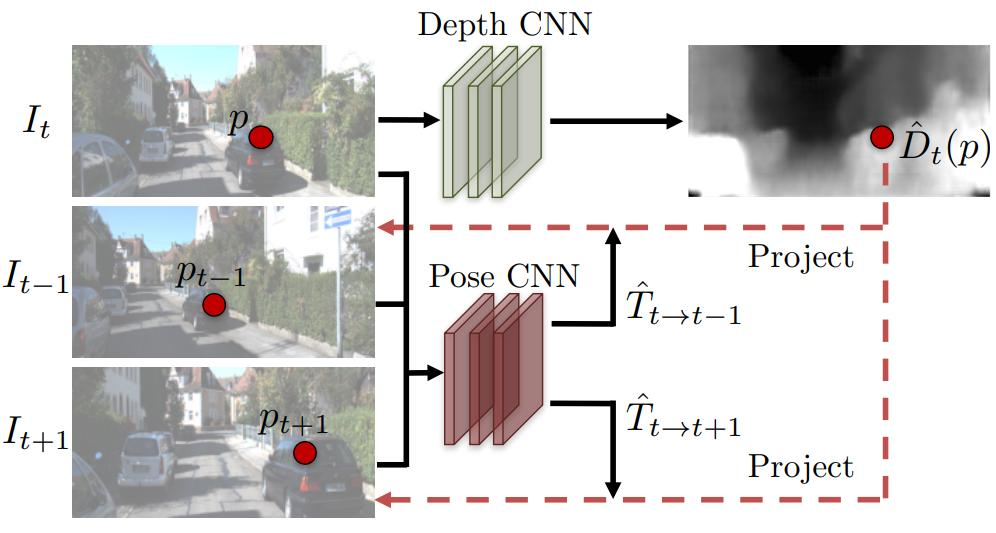 Depth CNN
I_t
p
D̂_t(p)
I_{t−1}
p_{t−1}
Project
Pose CNN
T̂_{t→t−1}
I_{t+1}
p_{t+1}
T̂_{t→t+1}
Project